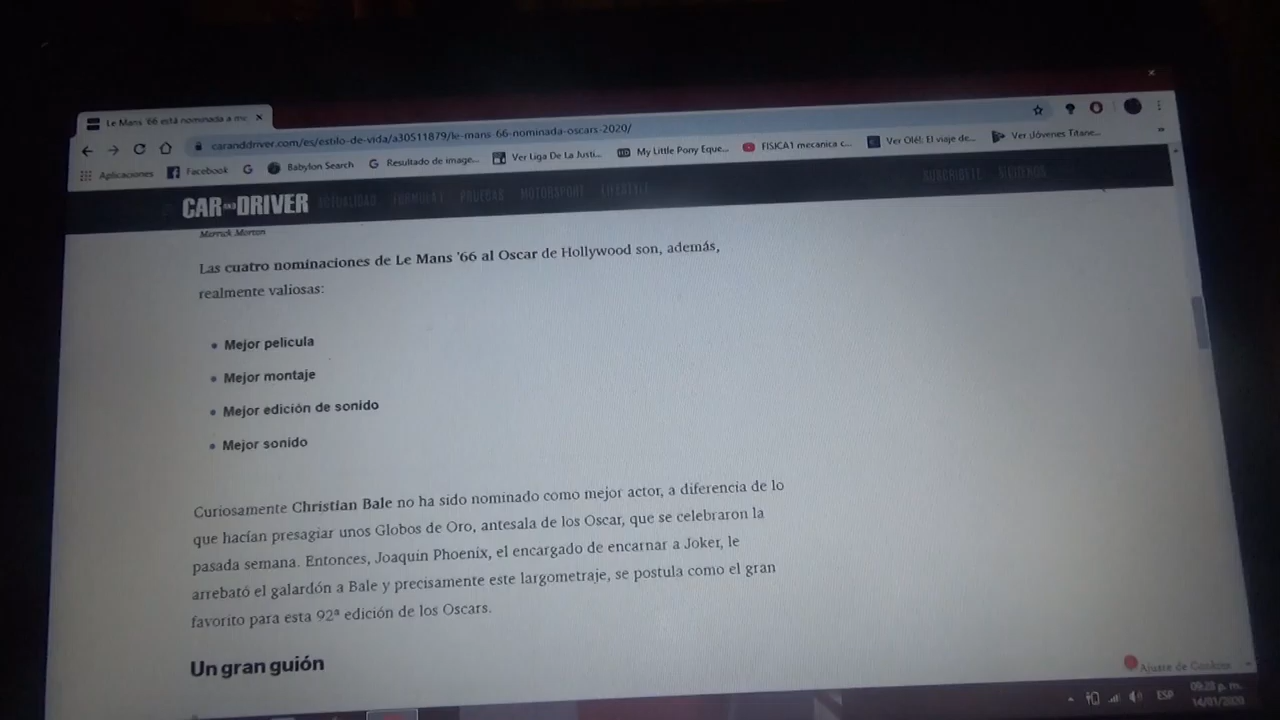 Le Mans '66 está nominada a me
caranddriver.com/es/estilo-de-vida/a30511879/le-mans-66-nominada-oscars-2020/
Aplicaciones Facebook Babylon Search Resultado de image... Ver Liga De La Justi... My Little Pony Eque... FISICA1 mecanica c... Ver Olé!: El viaje de... Ver Jóvenes Titane...
CAR AND DRIVER ACTUALIDAD FORMULA 1 PRUEBAS MOTORSPORT LIFESTYLE SUSCRÍBETE SÍGUENOS
Merrick Morton
Las cuatro nominaciones de Le Mans '66 al Oscar de Hollywood son, además,
realmente valiosas:
• Mejor película
• Mejor montaje
• Mejor edición de sonido
• Mejor sonido
Curiosamente Christian Bale no ha sido nominado como mejor actor, a diferencia de lo
que hacían presagiar unos Globos de Oro, antesala de los Oscar, que se celebraron la
pasada semana. Entonces, Joaquin Phoenix, el encargado de encarnar a Joker, le
arrebató el galardón a Bale y precisamente este largometraje, se postula como el gran
favorito para esta 92ª edición de los Oscars.
Un gran guión
Ajuste de Cookies
ESP
09:28 p. m.
14/01/2020